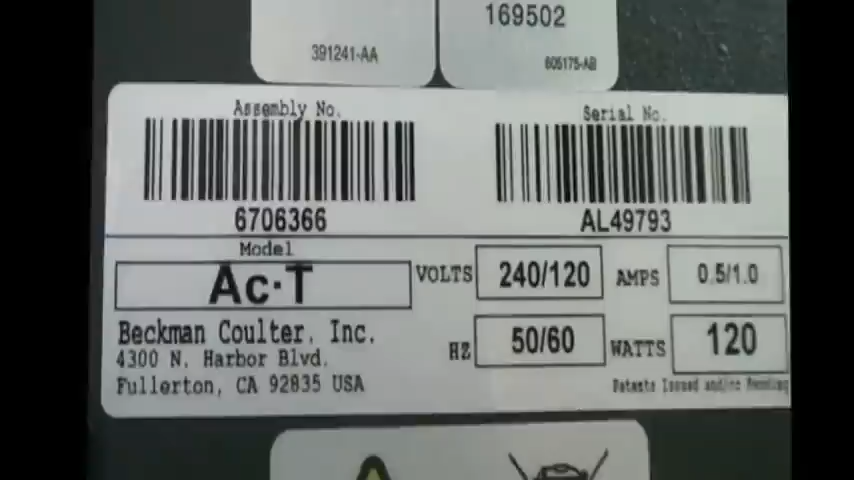 169502
391241-AA
605175-AB
Assembly No.
Serial No.
6706366
AL49793
Model
Ac·T
VOLTS 240/120 AMPS 0.5/1.0
Beckman Coulter, Inc.
4300 N. Harbor Blvd.
HZ 50/60 WATTS 120
Fullerton, CA 92835 USA
Patents Issued and/or Pending